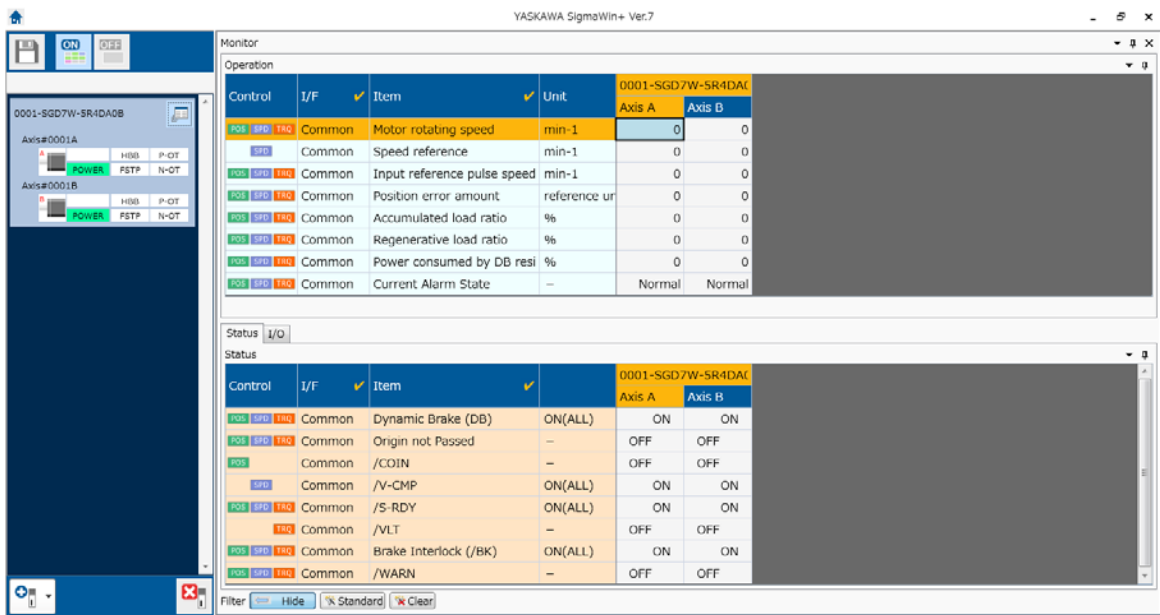 YASKAWA SigmaWin+ Ver.7
ON OFF
0001-SGD7W-5R4DA0B
Axis#0001A
A HBB P-OT
POWER FSTP N-OT
Axis#0001B
B HBB P-OT
POWER FSTP N-OT
Monitor
Operation
Control I/F Item Unit 0001-SGD7W-5R4DA(
Axis A Axis B
POS SPD TRQ Common Motor rotating speed min-1 0 0
SPD Common Speed reference min-1 0 0
POS SPD TRQ Common Input reference pulse speed min-1 0 0
POS SPD TRQ Common Position error amount reference ur 0 0
POS SPD TRQ Common Accumulated load ratio % 0 0
POS SPD TRQ Common Regenerative load ratio % 0 0
POS SPD TRQ Common Power consumed by DB resi % 0 0
POS SPD TRQ Common Current Alarm State – Normal Normal
Status I/O
Status
Control I/F Item 0001-SGD7W-5R4DA(
Axis A Axis B
POS SPD TRQ Common Dynamic Brake (DB) ON(ALL) ON ON
POS SPD TRQ Common Origin not Passed – OFF OFF
POS Common /COIN – OFF OFF
SPD Common /V-CMP ON(ALL) ON ON
POS SPD TRQ Common /S-RDY ON(ALL) ON ON
TRQ Common /VLT – OFF OFF
POS SPD TRQ Common Brake Interlock (/BK) ON(ALL) ON ON
POS SPD TRQ Common /WARN – OFF OFF
Filter Hide Standard Clear